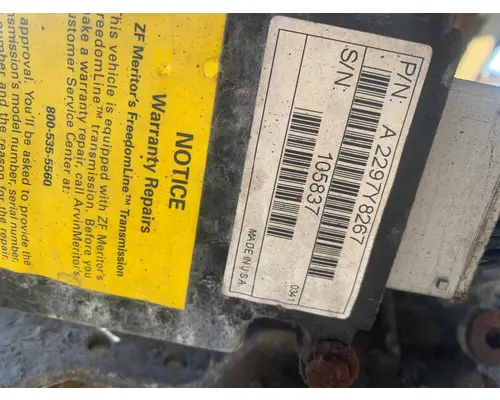 NOTICE
Warranty Repairs
ZF Meritor's FreedomLine™ Transmission
This vehicle is equipped with ZF Meritor's
FreedomLine™ transmission. Before you
make a warranty repair, call ArvinMeritor's
Customer Service Center at:
800-535-5560
approval. You'll be asked to provide the
transmission's model number, serial number,
number and the reason for the repair.
P/N: A 2297Y8267
S/N: 195837
MADE IN U.S.A.
0341